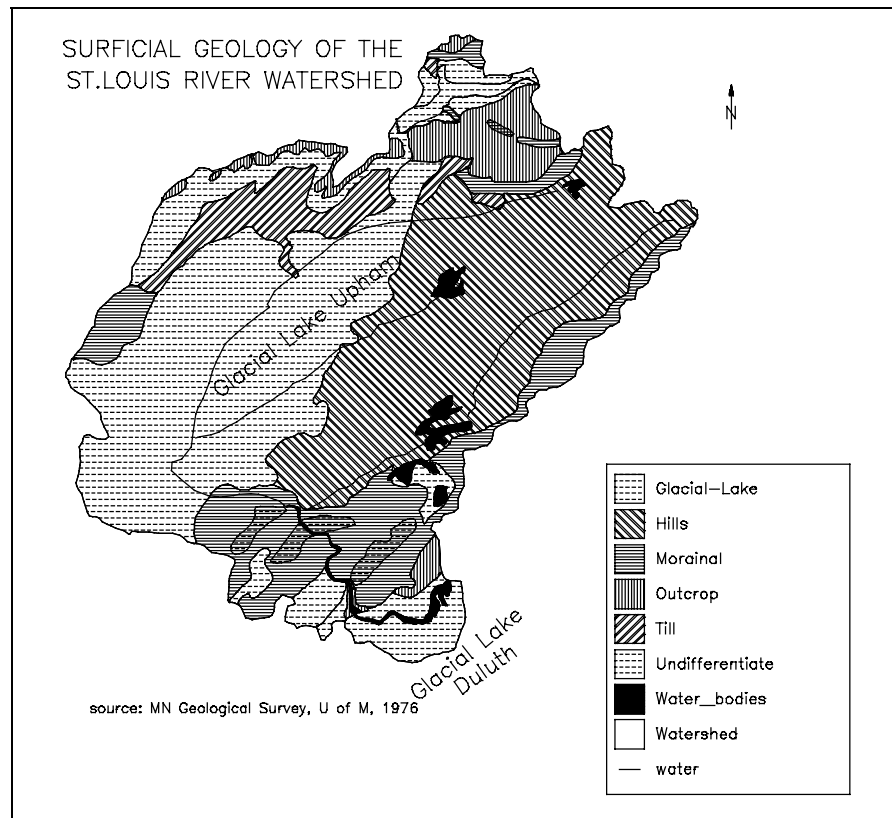 SURFICIAL GEOLOGY OF THE
ST.LOUIS RIVER WATERSHED
N
Glacial Lake Upham
Glacial Lake
Duluth
source: MN Geological Survey, U of M, 1976
Glacial-Lake
Hills
Morainal
Outcrop
Till
Undifferentiate
Water_bodies
Watershed
water